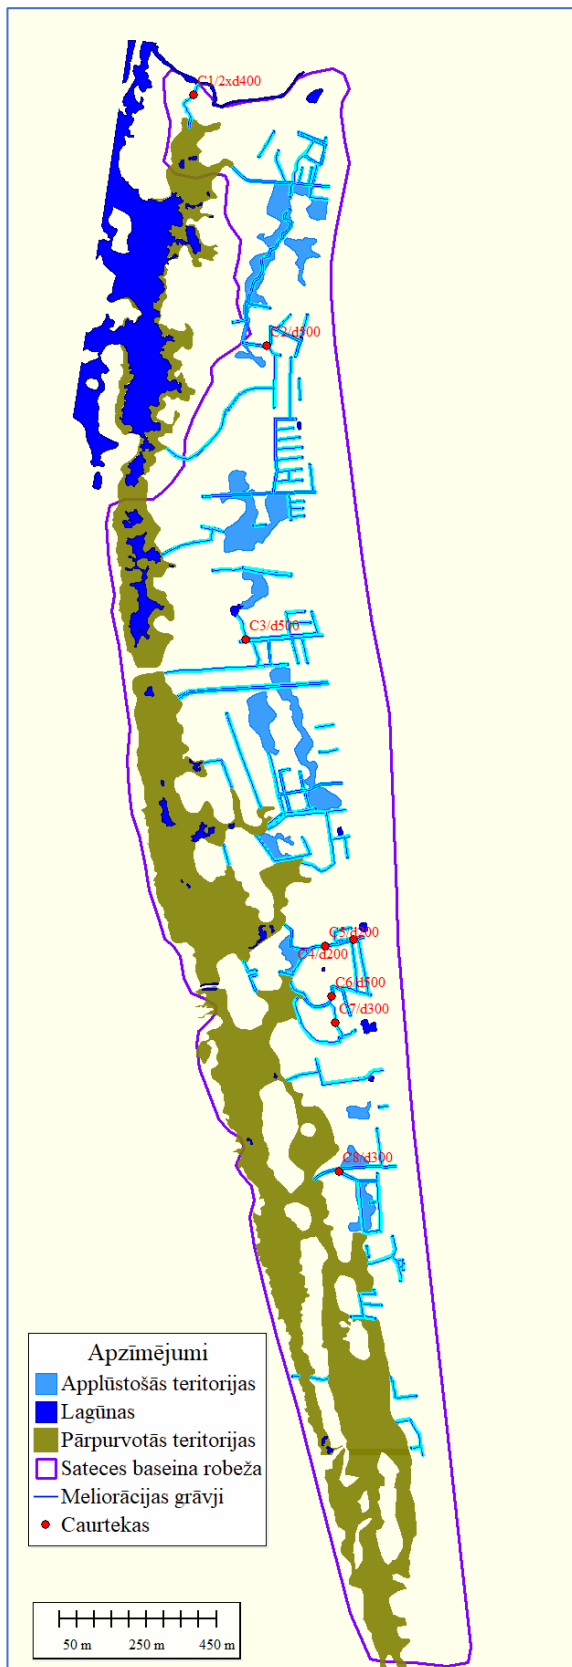 C1/2xd400
C2/d500
C3/d500
C5/d200
C4/d200
C6/d500
C7/d300
C8/d300
Apzīmējumi
Applūstošās teritorijas
Lagūnas
Pārpurvotās teritorijas
Sateces baseina robeža
Meliorācijas grāvji
Caurtekas
50 m 250 m 450 m